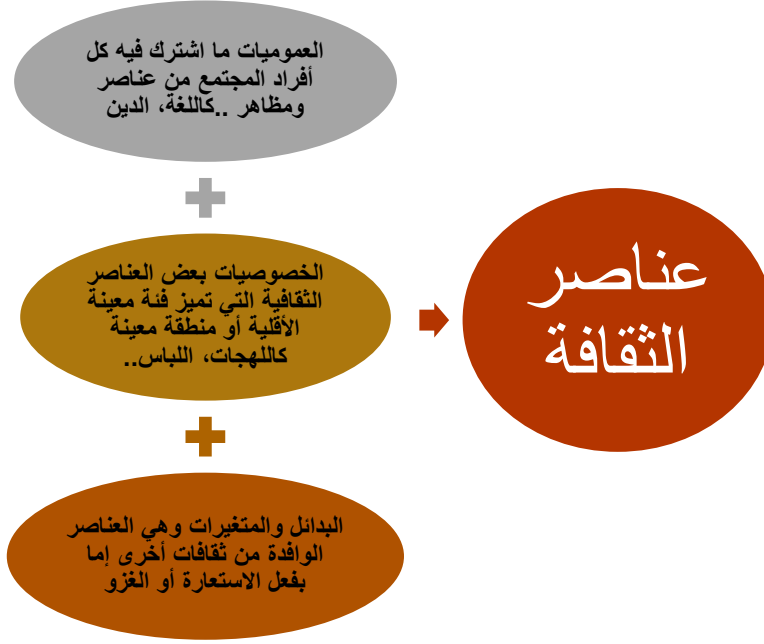 العموميات ما اشترك فيه كل
أفراد المجتمع من عناصر
ومظاهر ..كاللغة، الدين
الخصوصيات بعض العناصر
الثقافية التي تميز فئة معينة
الأقلية أو منطقة معينة
كاللهجات، اللباس..
البدائل والمتغيرات وهي العناصر
الوافدة من ثقافات أخرى إما
بفعل الاستعارة أو الغزو
عناصر
الثقافة